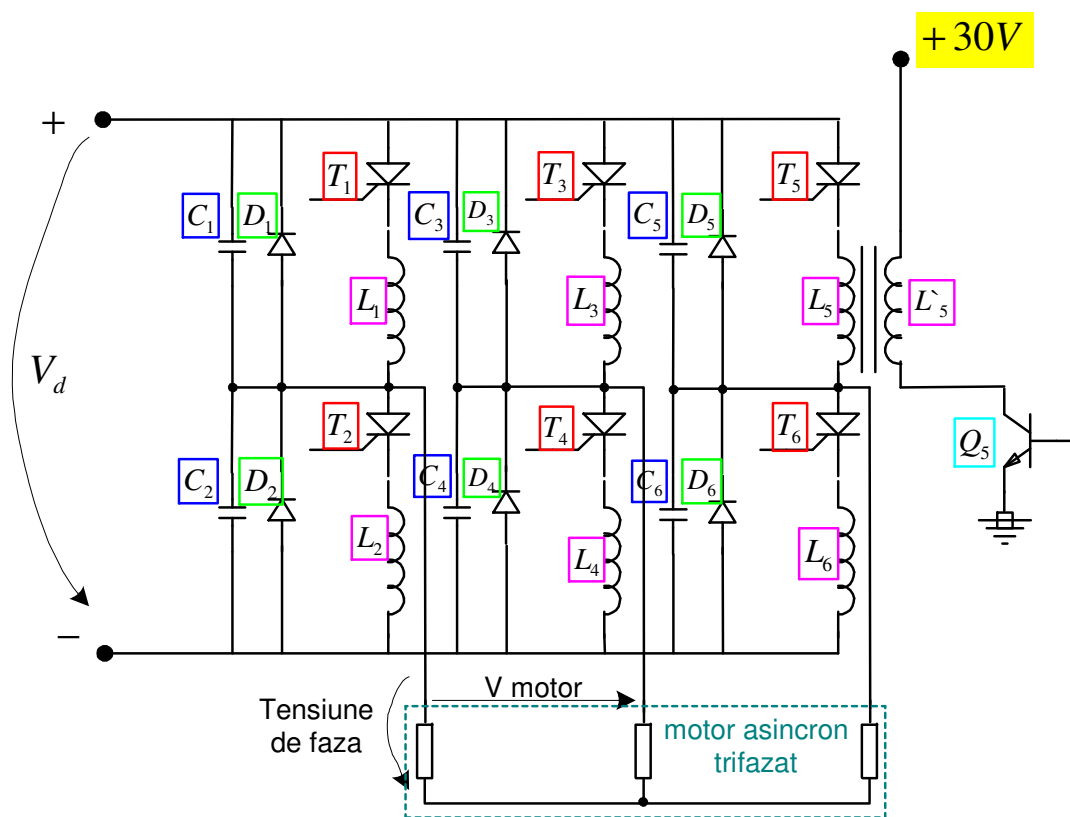 +30V
+
T₁
T₃
T₅
C₁
D₁
C₃
D₃
C₅
D₅
L₁
L₃
L₅
L`₅
V_d
T₂
T₄
T₆
Q₅
C₂
D₂
C₄
D₄
C₆
D₆
L₂
L₄
L₆
−
V motor
Tensiune
de faza
motor asincron
trifazat